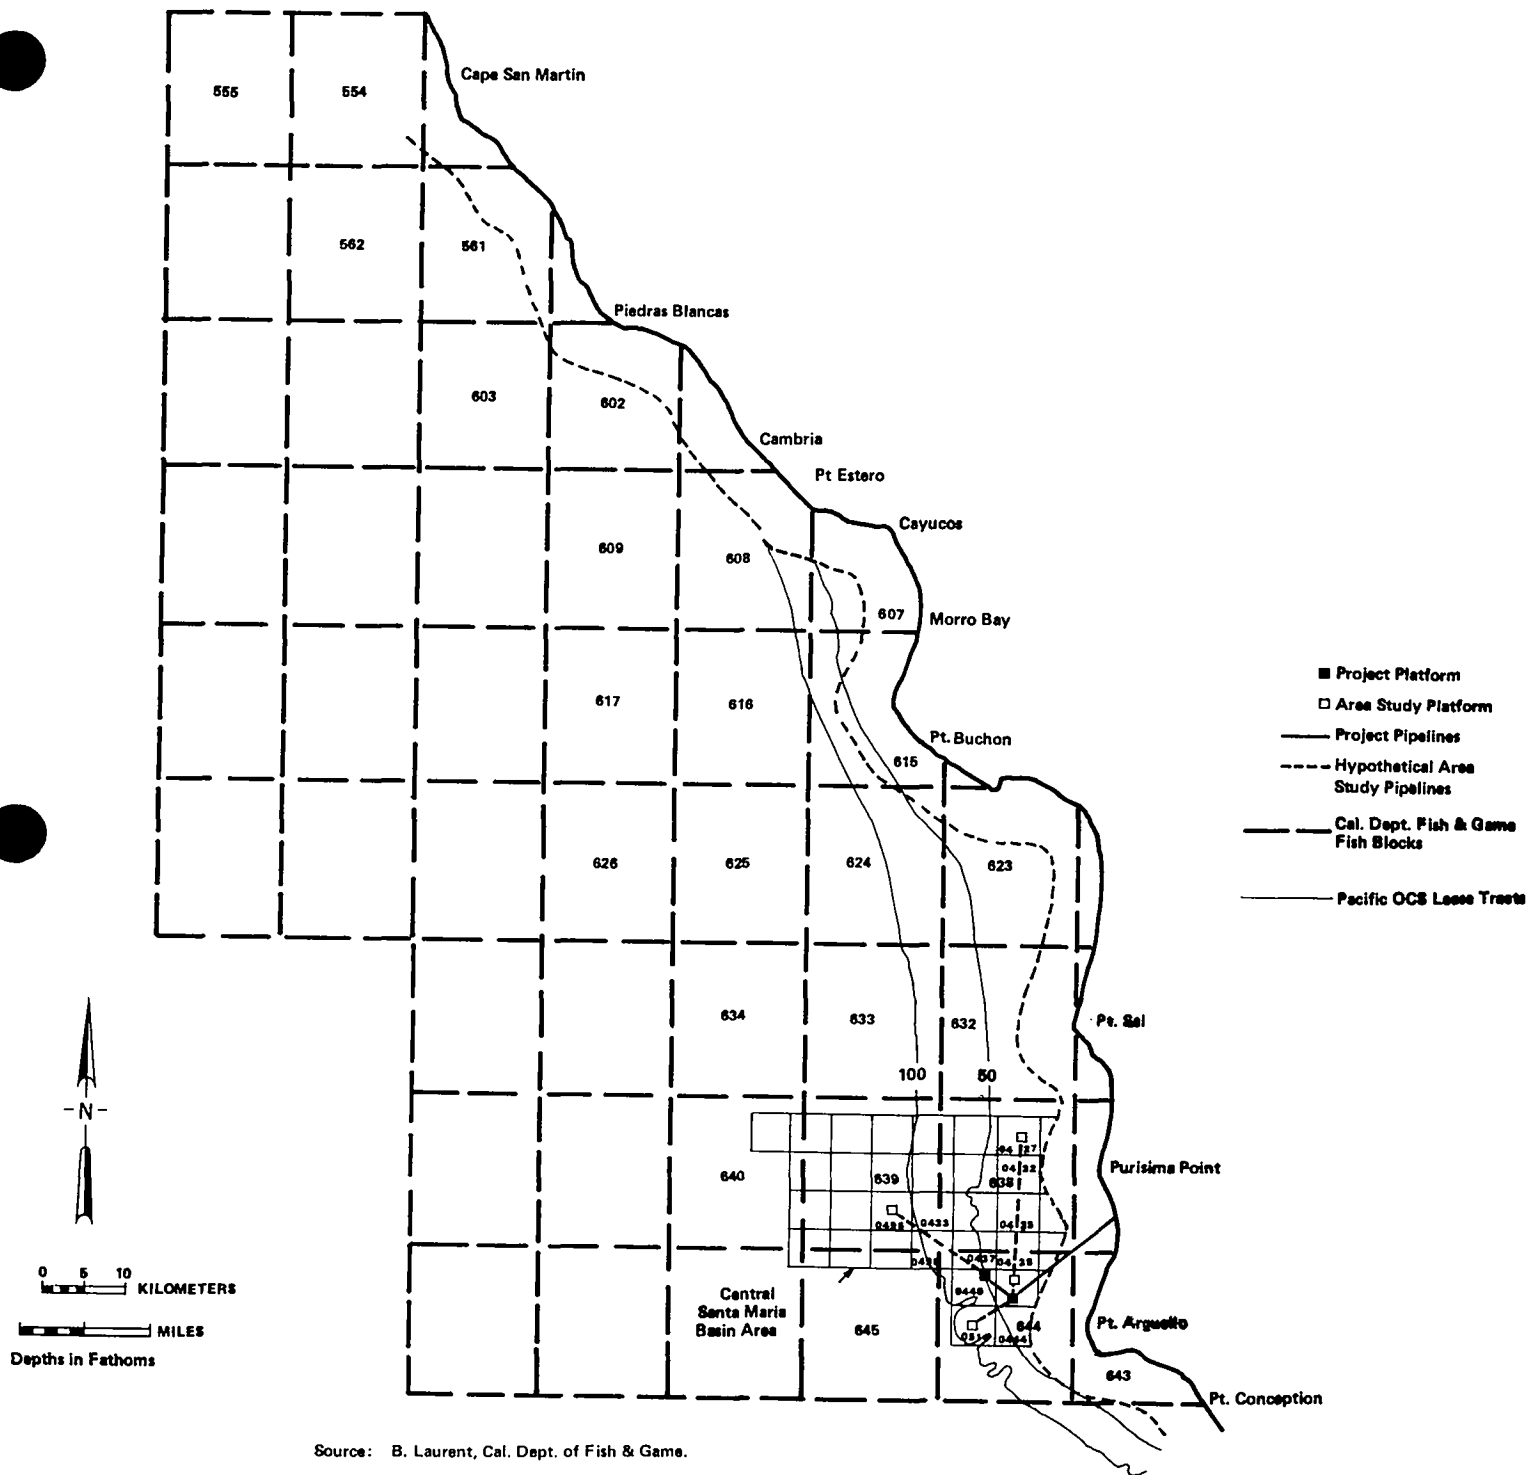 Cape San Martin
555
554
562
561
Piedras Blancas
603
602
Cambria
Pt Estero
Cayucos
609
608
607
Morro Bay
617
616
Pt. Buchon
615
626
625
624
623
634
633
632
Pt. Sal
100
50
Purisima Point
640
639
638
0422
0433
0437
Central
Santa Maria
Basin Area
645
644
Pt. Arguello
643
Pt. Conception
Project Platform
Area Study Platform
Project Pipelines
Hypothetical Area
Study Pipelines
Cal. Dept. Fish & Game
Fish Blocks
Pacific OCS Lease Tracts
N
0 5 10
KILOMETERS
MILES
Depths in Fathoms
Source: B. Laurent, Cal. Dept. of Fish & Game.